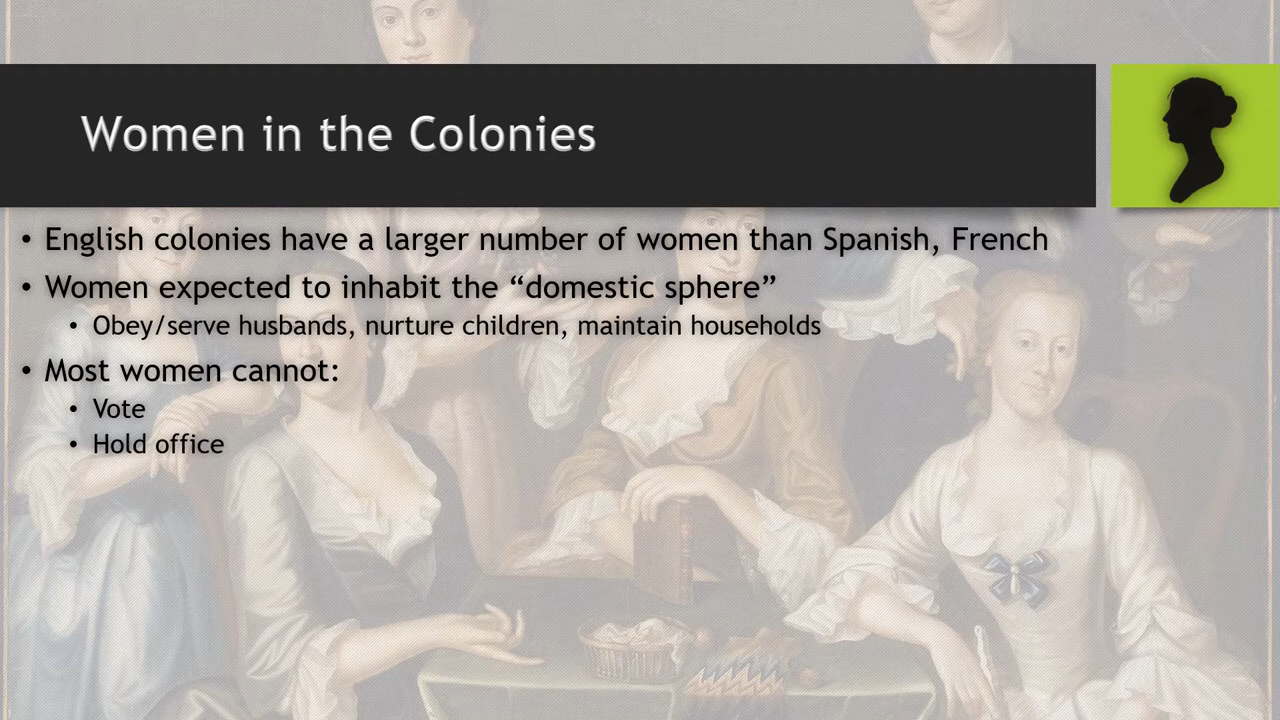 Women in the Colonies
• English colonies have a larger number of women than Spanish, French
• Women expected to inhabit the “domestic sphere”
• Obey/serve husbands, nurture children, maintain households
• Most women cannot:
• Vote
• Hold office